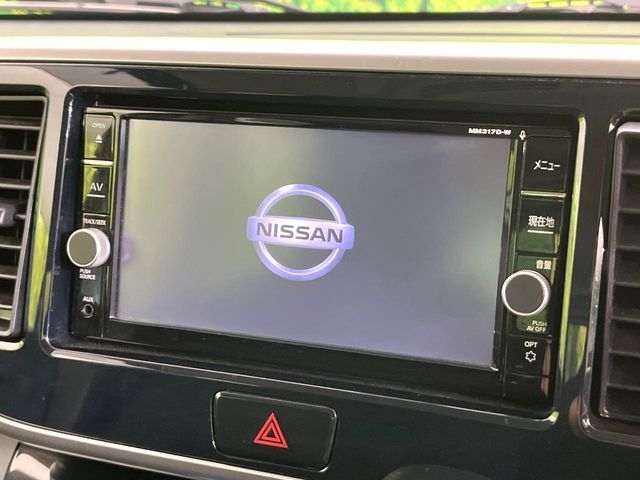 MM317D-W
OPEN
AV
TRACK/SEEK
PUSH
SOURCE
AUX
NISSAN
メニュー
現在地
音量
PUSH
AV OFF
OPT